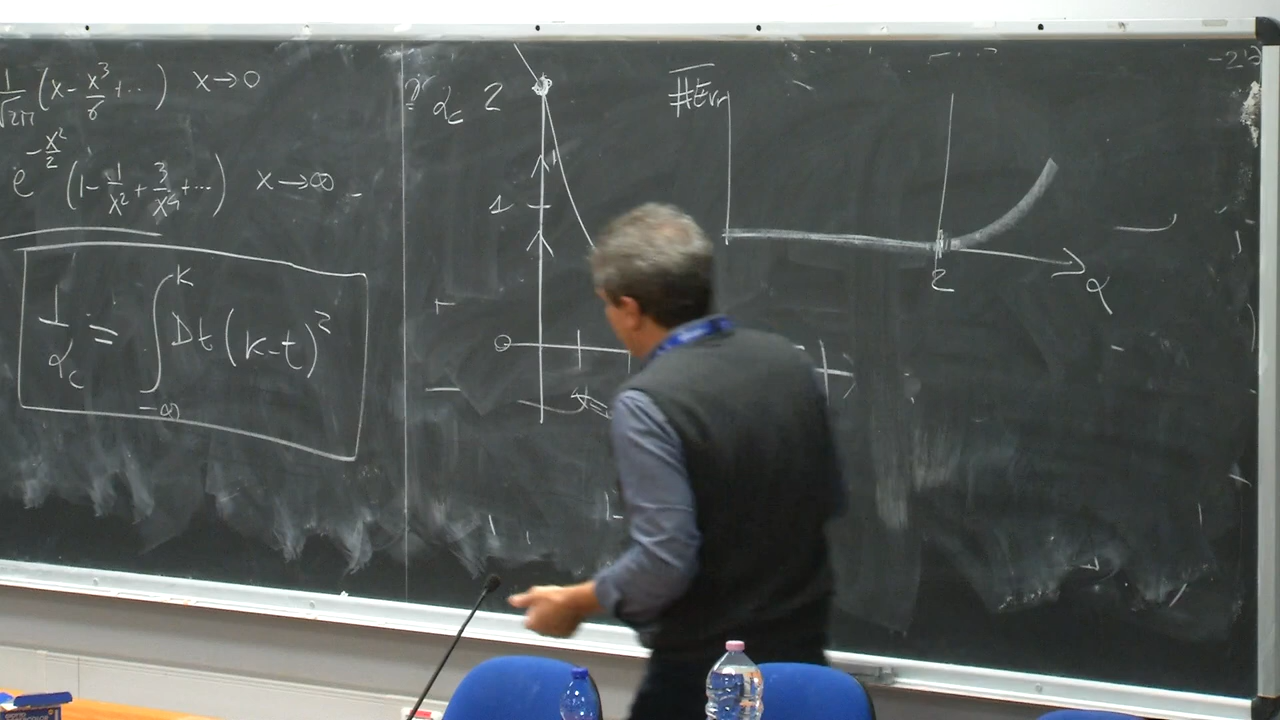 1/√2π (x - x³/6 + ... ) x→0
e^(-x²/2) (1 - 1/x² + 3/x⁴ + ... ) x→∞
1/α_c = ∫_{-∞}^{K} Dt (K-t)²
α_c 2
1
#Err
2
α